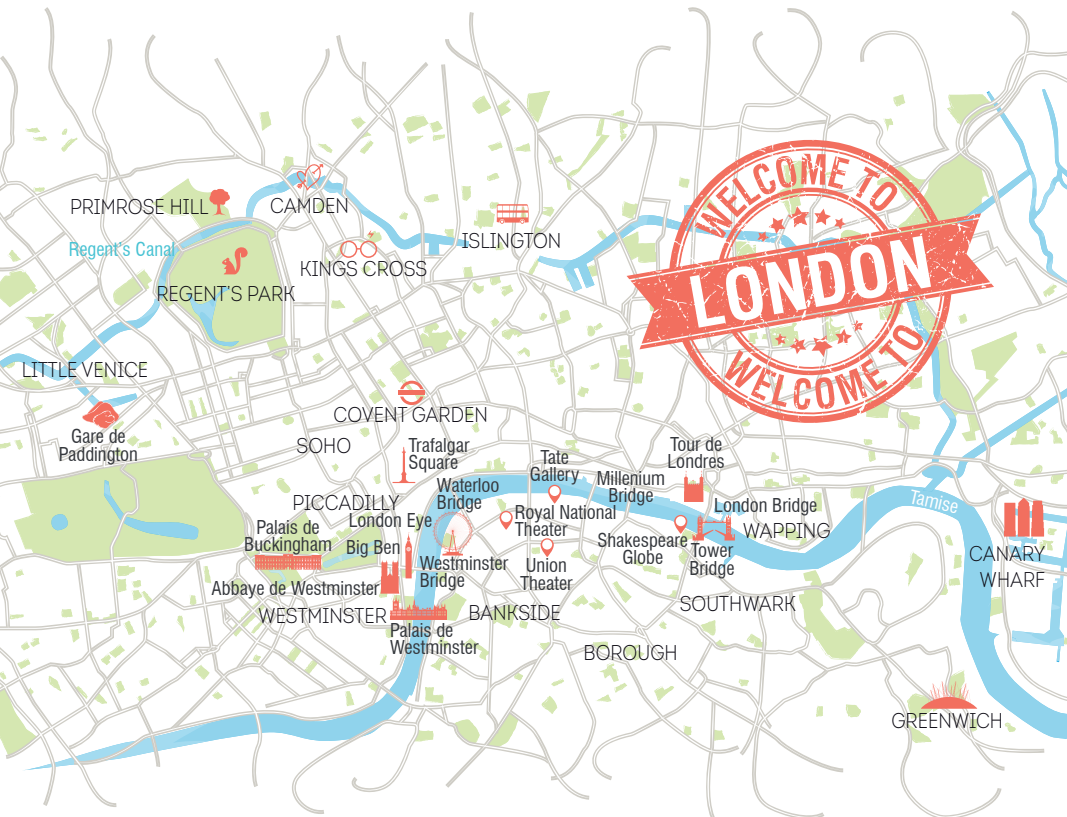 WELCOME TO
LONDON
WELCOME TO
PRIMROSE HILL
CAMDEN
Regent's Canal
ISLINGTON
KINGS CROSS
REGENT'S PARK
LITTLE VENICE
COVENT GARDEN
Gare de
Paddington
SOHO
Trafalgar
Square
Tour de
Londres
Tate
Gallery
Waterloo
Bridge
Millenium
Bridge
PICCADILLY
London Bridge
Tamise
London Eye
Royal National
Theater
Palais de
Buckingham
Big Ben
Shakespeare
Globe
WAPPING
Tower
Bridge
CANARY
WHARF
Westminster
Bridge
Union
Theater
Abbaye de Westminster
WESTMINSTER
BANKSIDE
SOUTHWARK
Palais de
Westminster
BOROUGH
GREENWICH